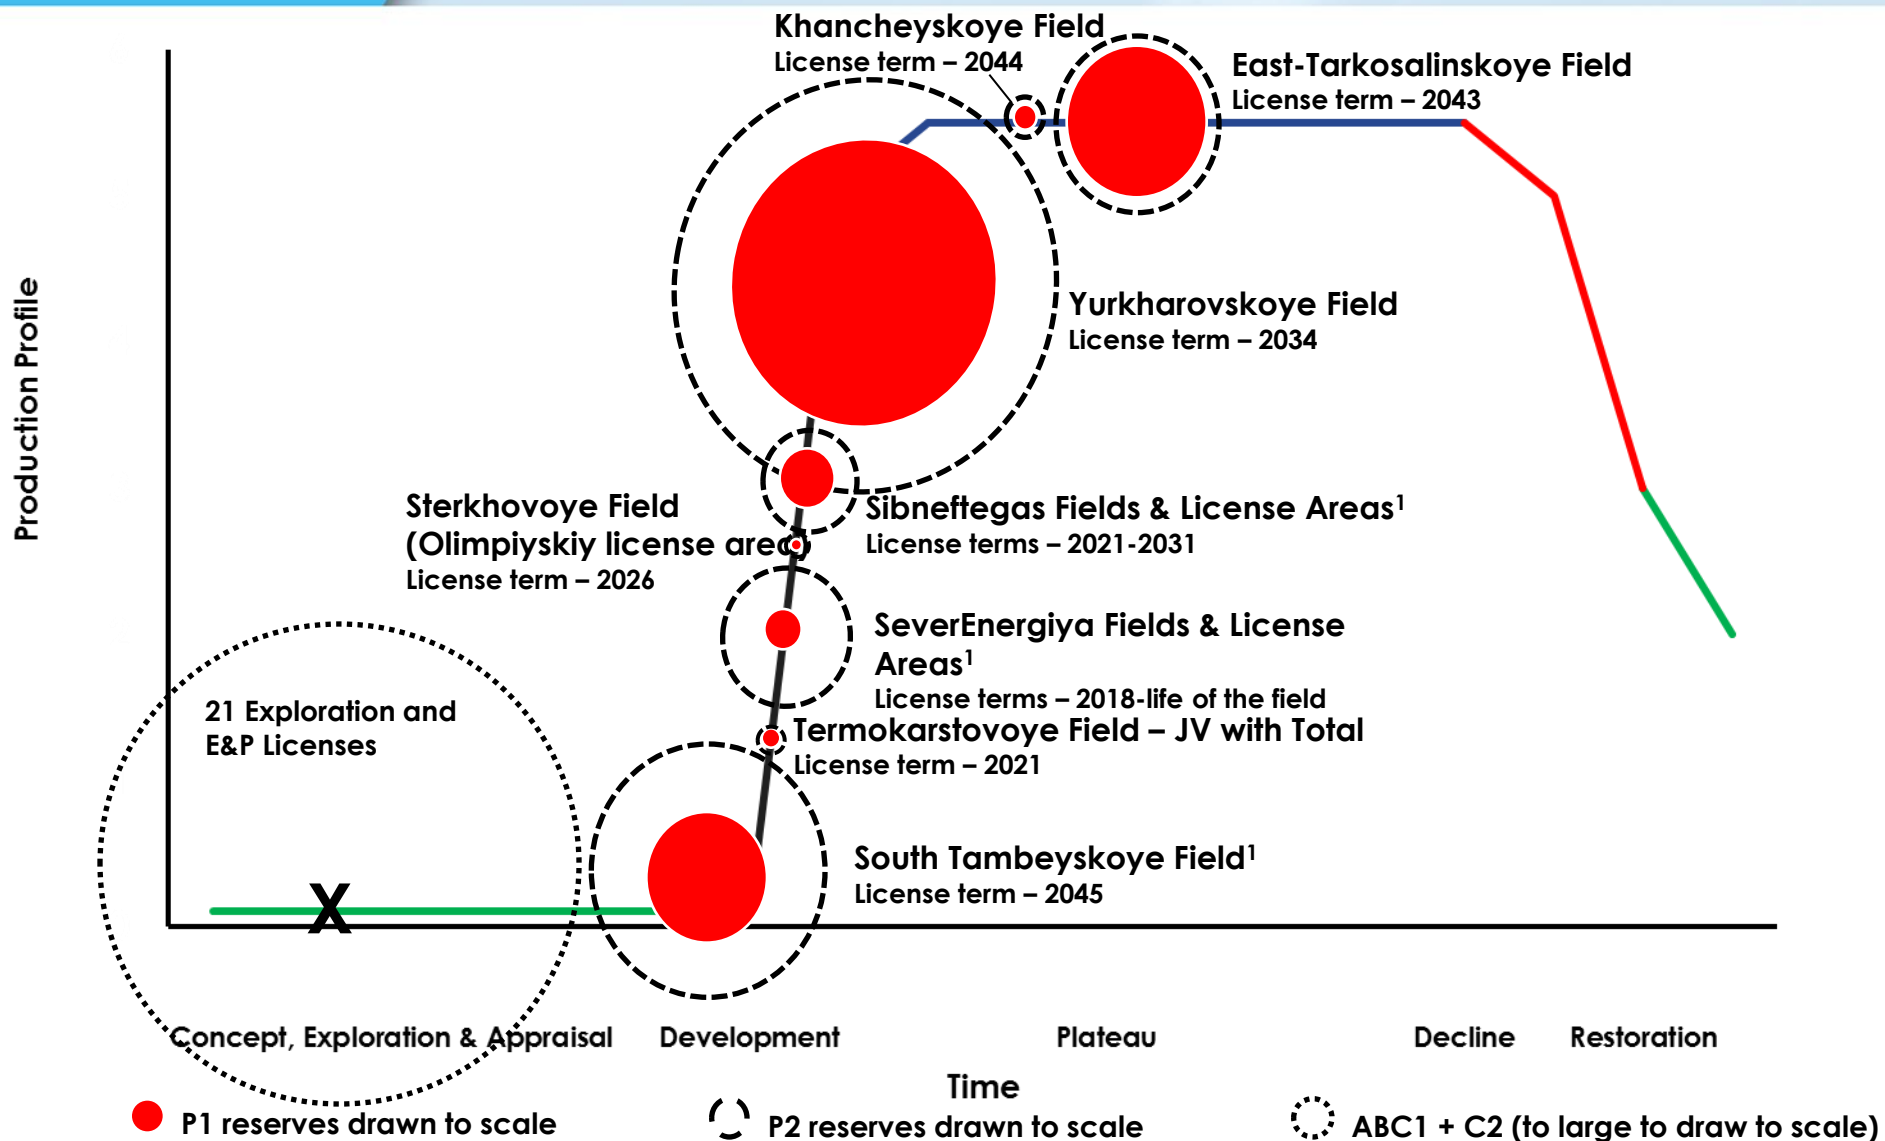 Khancheyskoye Field
License term – 2044
East-Tarkosalinskoye Field
License term – 2043
Production Profile
Yurkharovskoye Field
License term – 2034
Sterkhovoye Field
(Olimpiyskiy license area)
License term – 2026
Sibneftegas Fields & License Areas¹
License terms – 2021-2031
SeverEnergiya Fields & License
Areas¹
License terms – 2018-life of the field
21 Exploration and
E&P Licenses
Termokarstovoye Field – JV with Total
License term – 2021
South Tambeyskoye Field¹
License term – 2045
X
Concept, Exploration & Appraisal
Development
Plateau
Decline
Restoration
Time
P1 reserves drawn to scale
P2 reserves drawn to scale
ABC1 + C2 (to large to draw to scale)